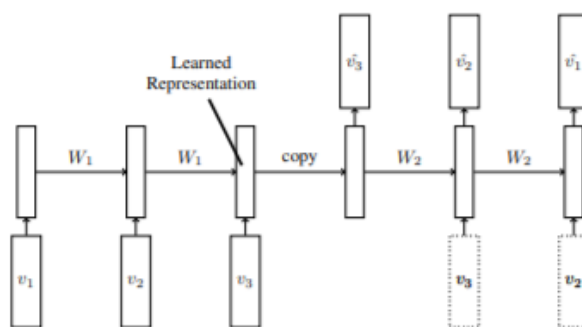 Learned
Representation
v̂₃
v̂₂
v̂₁
W₁
W₁
copy
W₂
W₂
v₁
v₂
v₃
v₃
v₂